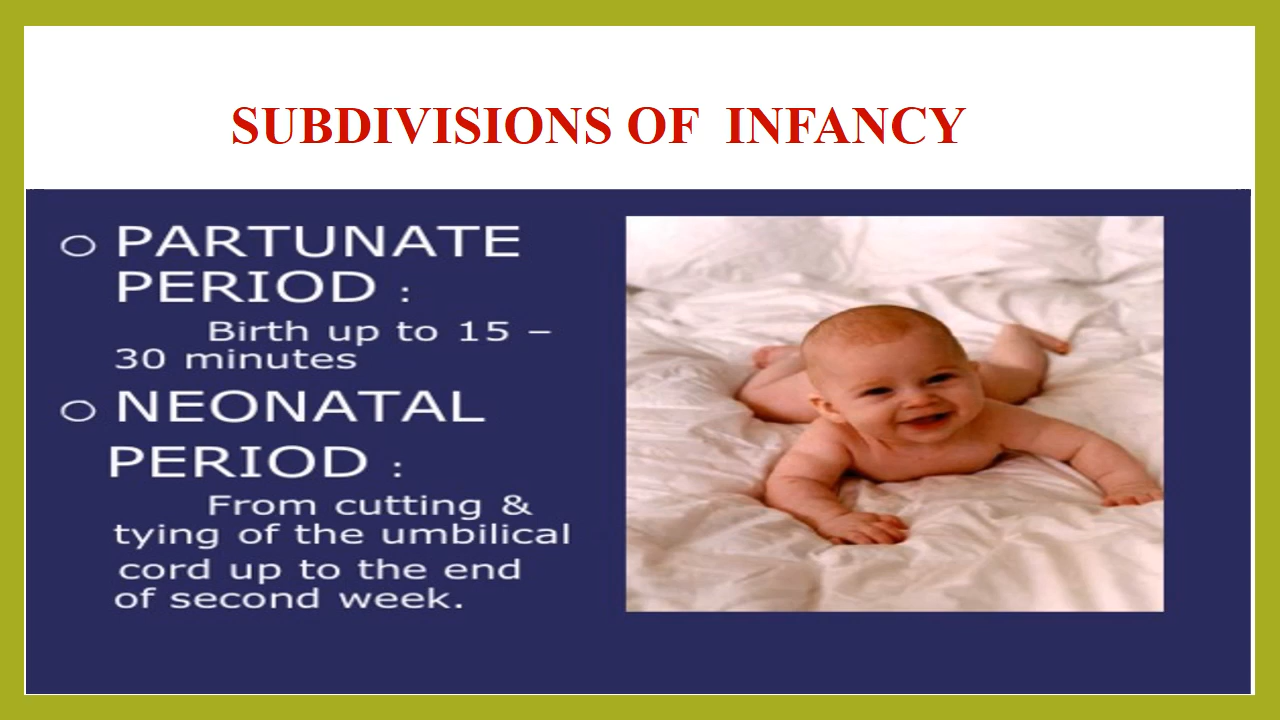 SUBDIVISIONS OF INFANCY
○ PARTUNATE
PERIOD :
Birth up to 15 –
30 minutes
○ NEONATAL
PERIOD :
From cutting &
tying of the umbilical
cord up to the end
of second week.